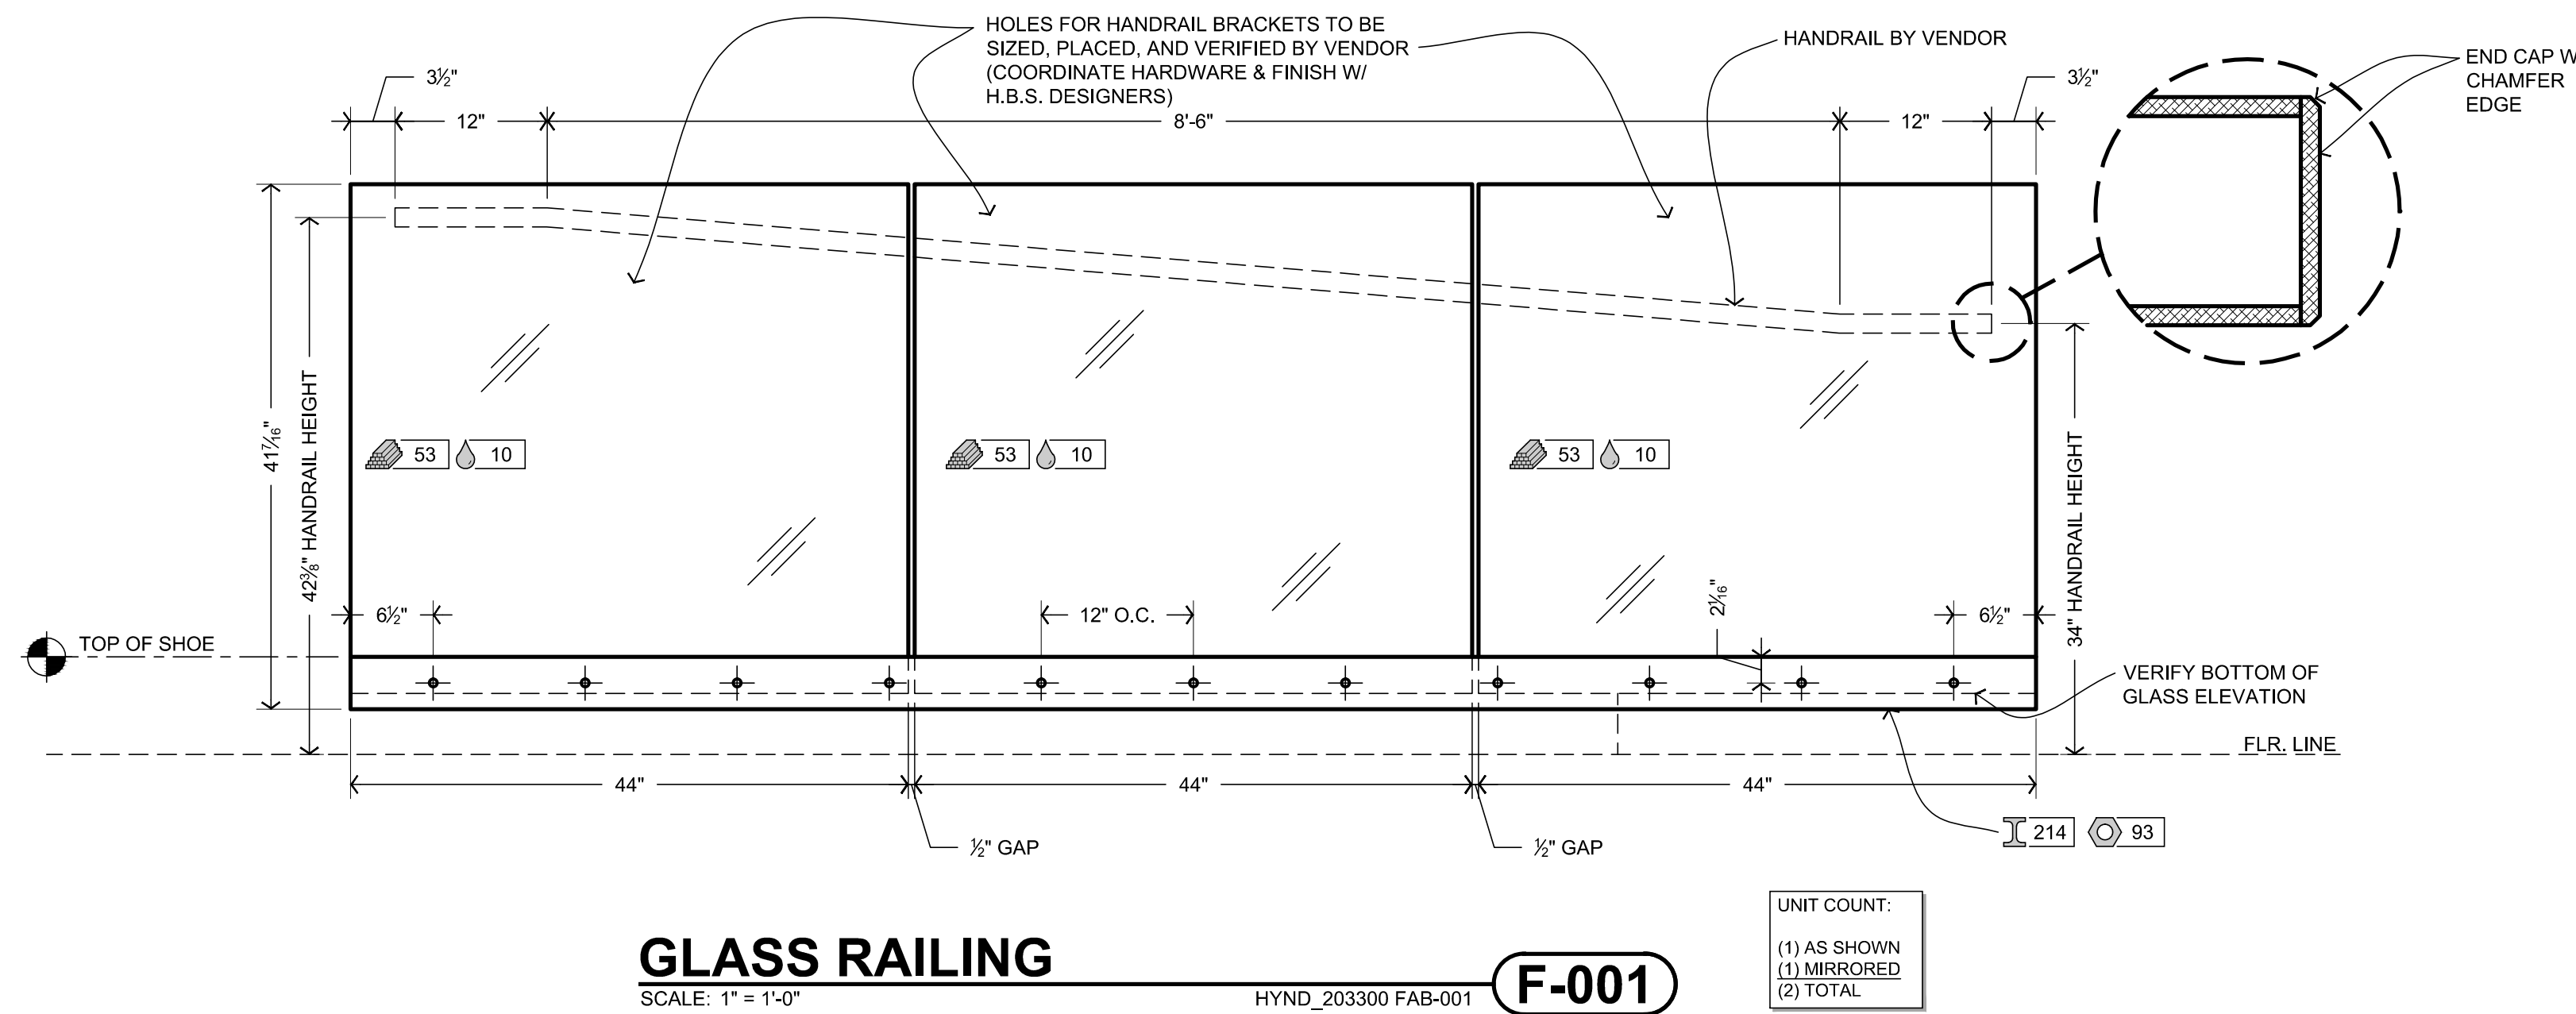 HOLES FOR HANDRAIL BRACKETS TO BE
SIZED, PLACED, AND VERIFIED BY VENDOR
(COORDINATE HARDWARE & FINISH W/
H.B.S. DESIGNERS)
HANDRAIL BY VENDOR
END CAP W
CHAMFER
EDGE
3½"
12"
8'-6"
12"
3½"
41⁷⁄₁₆"
42⅜" HANDRAIL HEIGHT
53 10
53 10
53 10
34" HANDRAIL HEIGHT
6½"
12" O.C.
2¹⁄₁₆"
6½"
TOP OF SHOE
VERIFY BOTTOM OF
GLASS ELEVATION
FLR. LINE
44"
44"
44"
½" GAP
½" GAP
214 93
UNIT COUNT:
(1) AS SHOWN
(1) MIRRORED
(2) TOTAL
GLASS RAILING
SCALE: 1" = 1'-0"
HYND_203300 FAB-001
F-001